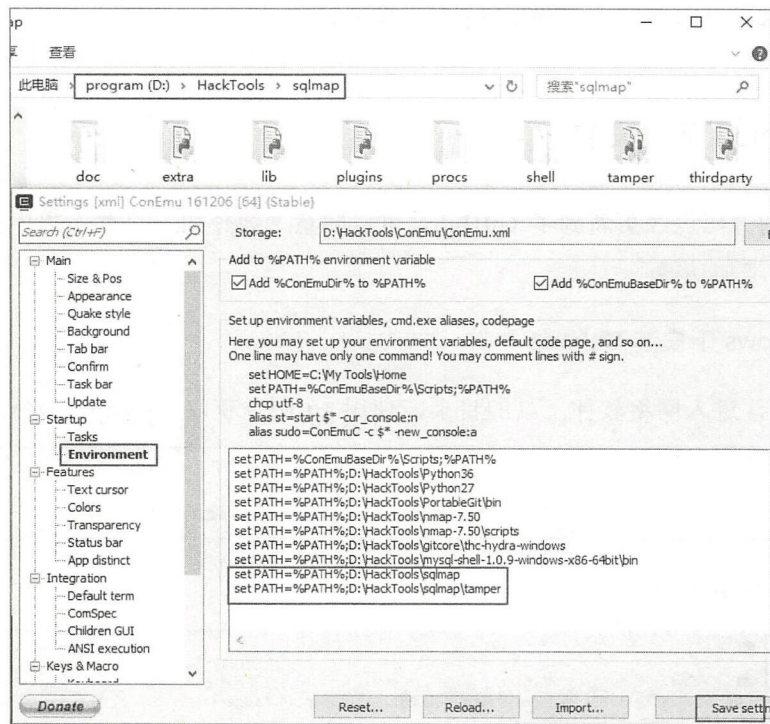 ap
查看
此电脑 › program (D:) › HackTools › sqlmap
搜索"sqlmap"
doc extra lib plugins procs shell tamper thirdparty
Settings [xml] ConEmu 161206 [64] {Stable}
Search (Ctrl+F)
Storage: D:\HackTools\ConEmu\ConEmu.xml
Main
Size & Pos
Appearance
Quake style
Background
Tab bar
Confirm
Task bar
Update
Startup
Tasks
Environment
Features
Text cursor
Colors
Transparency
Status bar
App distinct
Integration
Default term
ComSpec
Children GUI
ANSI execution
Keys & Macro
Add to %PATH% environment variable
Add %ConEmuDir% to %PATH%
Add %ConEmuBaseDir% to %PATH%
Set up environment variables, cmd.exe aliases, codepage
Here you may set up your environment variables, default code page, and so on...
One line may have only one command! You may comment lines with # sign.
set HOME=C:\My Tools\Home
set PATH=%ConEmuBaseDir%\Scripts;%PATH%
chcp utf-8
alias st=start $* -cur_console:n
alias sudo=ConEmuC -c $* -new_console:a
set PATH=%ConEmuBaseDir%\Scripts;%PATH%
set PATH=%PATH%;D:\HackTools\Python36
set PATH=%PATH%;D:\HackTools\Python27
set PATH=%PATH%;D:\HackTools\PortableGit\bin
set PATH=%PATH%;D:\HackTools\nmap-7.50
set PATH=%PATH%;D:\HackTools\nmap-7.50\scripts
set PATH=%PATH%;D:\HackTools\gitcore\thc-hydra-windows
set PATH=%PATH%;D:\HackTools\mysql-shell-1.0.9-windows-x86-64bit\bin
set PATH=%PATH%;D:\HackTools\sqlmap
set PATH=%PATH%;D:\HackTools\sqlmap\tamper
Donate
Reset...
Reload...
Import...
Save settin